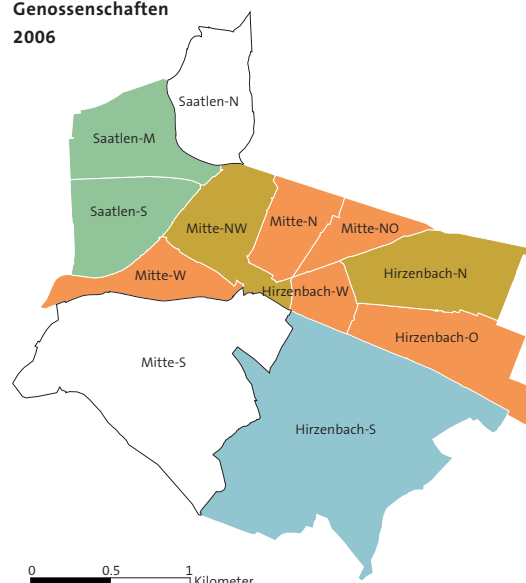 Genossenschaften
2006
Saatlen-N
Saatlen-M
Saatlen-S
Mitte-NW
Mitte-N
Mitte-NO
Mitte-W
Hirzenbach-W
Hirzenbach-N
Hirzenbach-O
Mitte-S
Hirzenbach-S
0 0.5 1
Kilometer